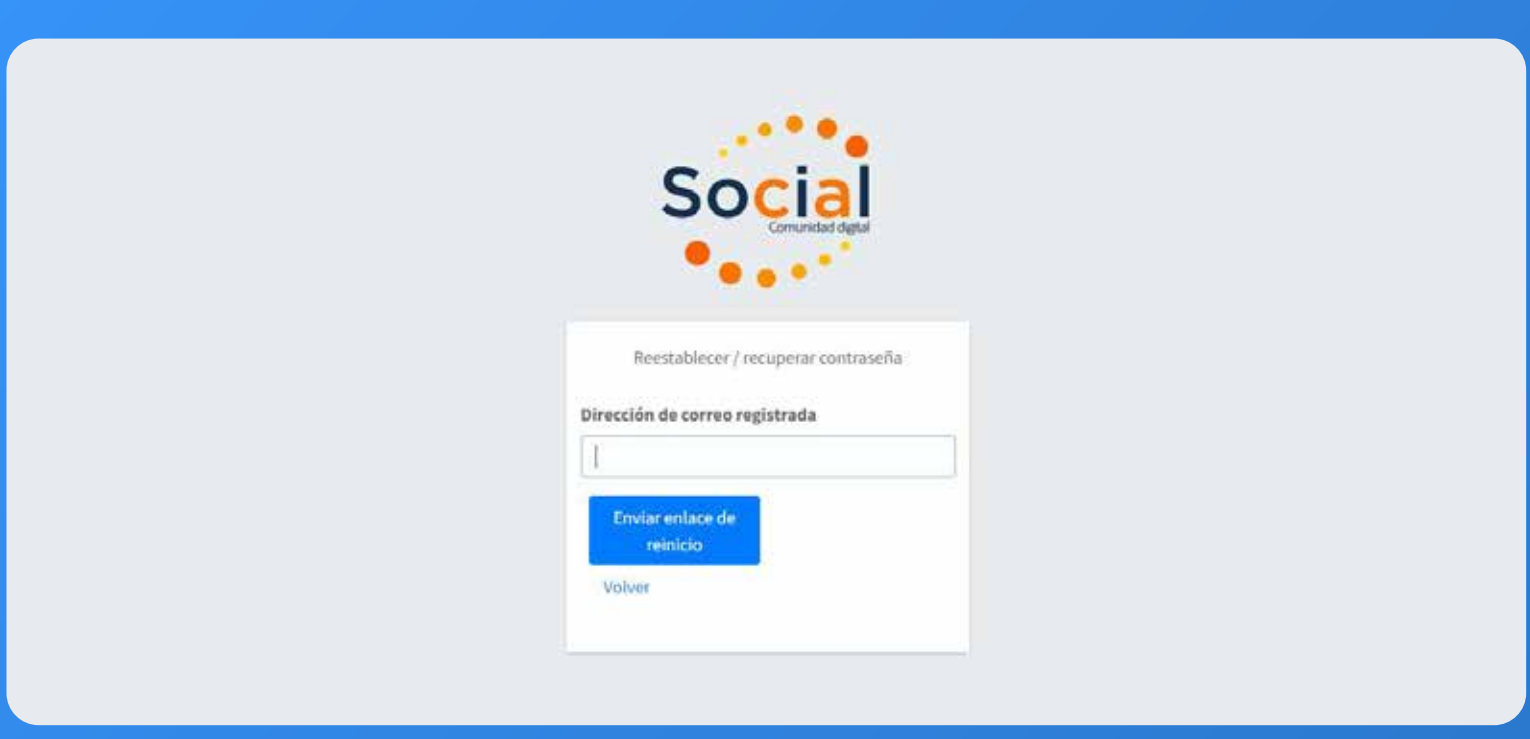 Social
Comunidad digital
Reestablecer / recuperar contraseña
Dirección de correo registrada
Enviar enlace de
reinicio
Volver